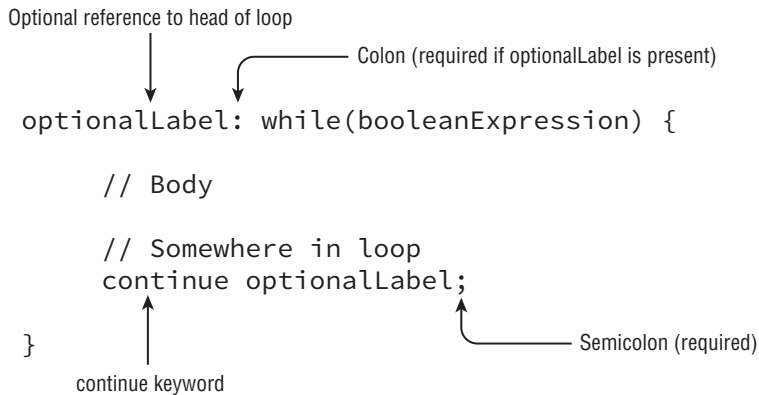 Optional reference to head of loop
Colon (required if optionalLabel is present)
optionalLabel: while(booleanExpression) {
// Body
// Somewhere in loop
continue optionalLabel;
}
Semicolon (required)
continue keyword